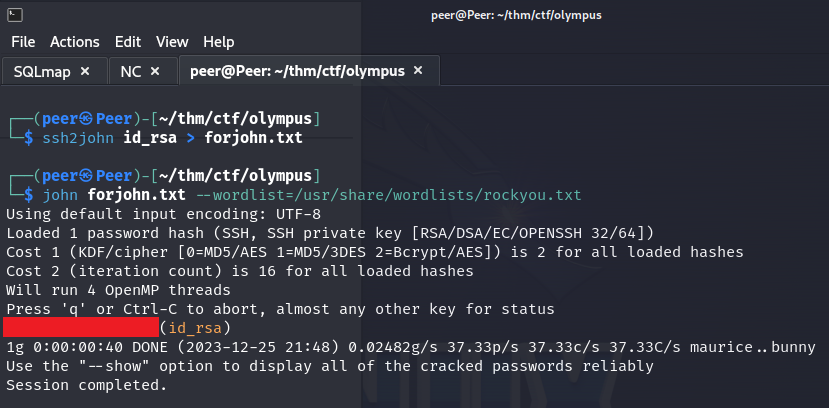 peer@Peer: ~/thm/ctf/olympus
File Actions Edit View Help
SQLmap × NC × peer@Peer: ~/thm/ctf/olympus ×
┌──(peer㉿Peer)-[~/thm/ctf/olympus]
└─$ ssh2john id_rsa > forjohn.txt
┌──(peer㉿Peer)-[~/thm/ctf/olympus]
└─$ john forjohn.txt --wordlist=/usr/share/wordlists/rockyou.txt
Using default input encoding: UTF-8
Loaded 1 password hash (SSH, SSH private key [RSA/DSA/EC/OPENSSH 32/64])
Cost 1 (KDF/cipher [0=MD5/AES 1=MD5/3DES 2=Bcrypt/AES]) is 2 for all loaded hashes
Cost 2 (iteration count) is 16 for all loaded hashes
Will run 4 OpenMP threads
Press 'q' or Ctrl-C to abort, almost any other key for status
(id_rsa)
1g 0:00:00:40 DONE (2023-12-25 21:48) 0.02482g/s 37.33p/s 37.33c/s 37.33C/s maurice..bunny
Use the "--show" option to display all of the cracked passwords reliably
Session completed.